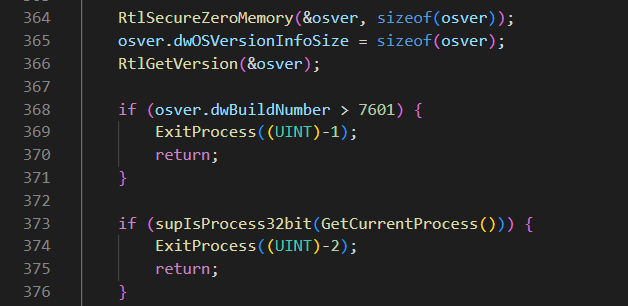 364 RtlSecureZeroMemory(&osver, sizeof(osver));
365 osver.dwOSVersionInfoSize = sizeof(osver);
366 RtlGetVersion(&osver);
367
368 if (osver.dwBuildNumber > 7601) {
369 ExitProcess((UINT)-1);
370 return;
371 }
372
373 if (supIsProcess32bit(GetCurrentProcess())) {
374 ExitProcess((UINT)-2);
375 return;
376 }